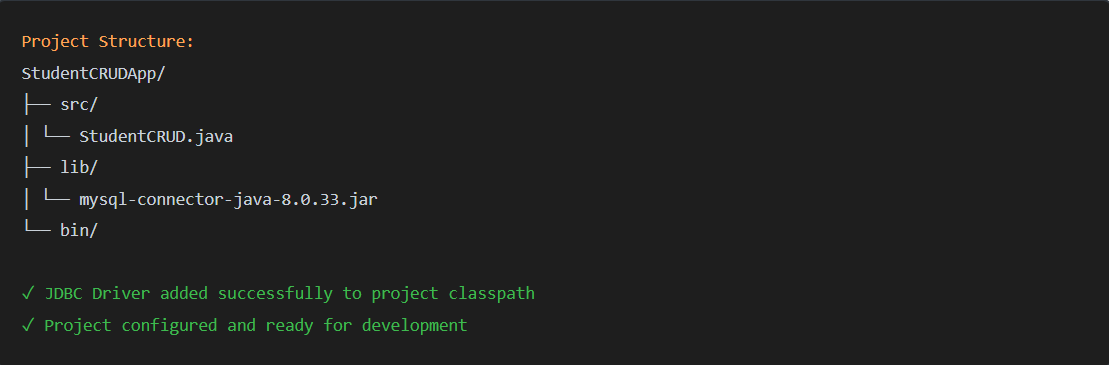 Project Structure:
StudentCRUDApp/
├── src/
│ └── StudentCRUD.java
├── lib/
│ └── mysql-connector-java-8.0.33.jar
└── bin/
✓ JDBC Driver added successfully to project classpath
✓ Project configured and ready for development